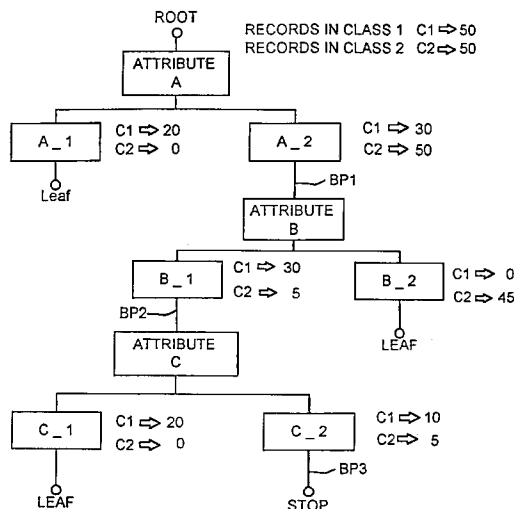 ROOT
RECORDS IN CLASS 1 C1 ⇨ 50
RECORDS IN CLASS 2 C2 ⇨ 50
ATTRIBUTE
A
A_1
C1 ⇨ 20
C2 ⇨ 0
A_2
C1 ⇨ 30
C2 ⇨ 50
Leaf
BP1
ATTRIBUTE
B
B_1
C1 ⇨ 30
C2 ⇨ 5
B_2
C1 ⇨ 0
C2 ⇨ 45
BP2
LEAF
ATTRIBUTE
C
C_1
C1 ⇨ 20
C2 ⇨ 0
C_2
C1 ⇨ 10
C2 ⇨ 5
BP3
LEAF
STOP